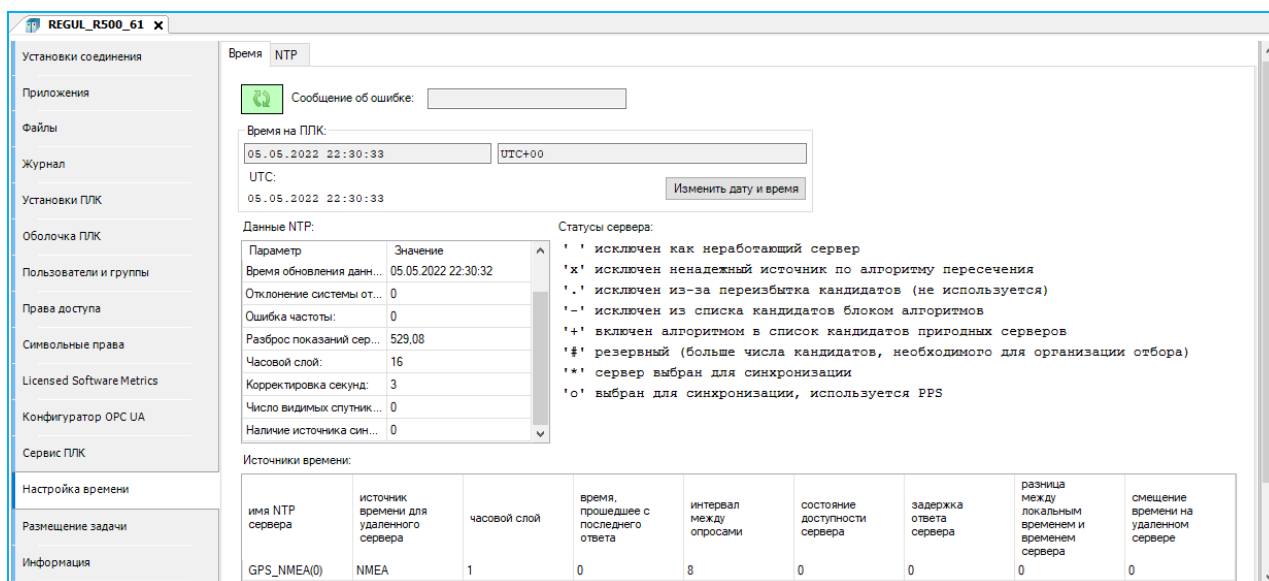 REGUL_R500_61 X
Установки соединения
Приложения
Файлы
Журнал
Установки ПЛК
Оболочка ПЛК
Пользователи и группы
Права доступа
Символьные права
Licensed Software Metrics
Конфигуратор OPC UA
Сервис ПЛК
Настройка времени
Размещение задачи
Информация
Время NTP
Сообщение об ошибке:
Время на ПЛК:
05.05.2022 22:30:33 UTC+00
UTC:
05.05.2022 22:30:33
Изменить дату и время
Данные NTP:
Параметр Значение
Время обновления данн... 05.05.2022 22:30:32
Отклонение системы от... 0
Ошибка частоты: 0
Разброс показаний сер... 529,08
Часовой слой: 16
Корректировка секунд: 3
Число видимых спутник... 0
Наличие источника син... 0
Статусы сервера:
' ' исключен как неработающий сервер
'x' исключен ненадежный источник по алгоритму пересечения
'.' исключен из-за переизбытка кандидатов (не используется)
'-' исключен из списка кандидатов блоком алгоритмов
'+' включен алгоритмом в список кандидатов пригодных серверов
'#' резервный (больше числа кандидатов, необходимого для организации отбора)
'*' сервер выбран для синхронизации
'o' выбран для синхронизации, используется PPS
Источники времени:
имя NTP
сервера
источник
времени для
удаленного
сервера
часовой слой
время,
прошедшее с
последнего
ответа
интервал
между
опросами
состояние
доступности
сервера
задержка
ответа
сервера
разница
между
локальным
временем и
временем
сервера
смещение
времени на
удаленном
сервере
GPS_NMEA(0) NMEA 1 0 8 0 0 0 0